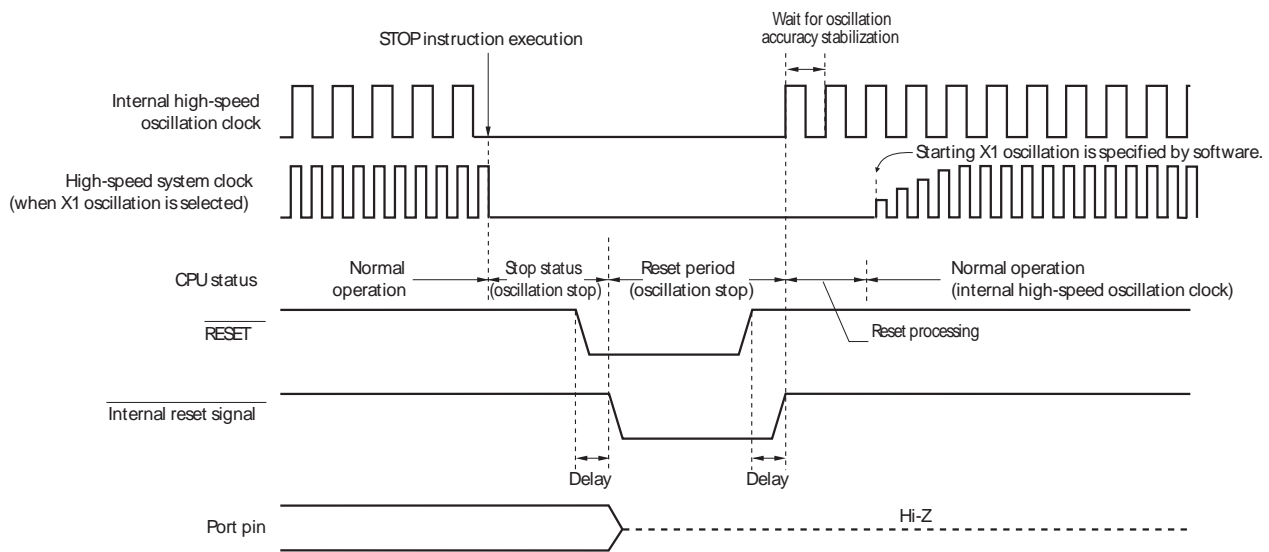 Wait for oscillation
accuracy stabilization
STOP instruction execution
Internal high-speed
oscillation clock
Starting X1 oscillation is specified by software.
High-speed system clock
(when X1 oscillation is selected)
CPU status
Normal
operation
Stop status
(oscillation stop)
Reset period
(oscillation stop)
Normal operation
(internal high-speed oscillation clock)
RESET
Reset processing
Internal reset signal
Delay
Delay
Port pin
Hi-Z